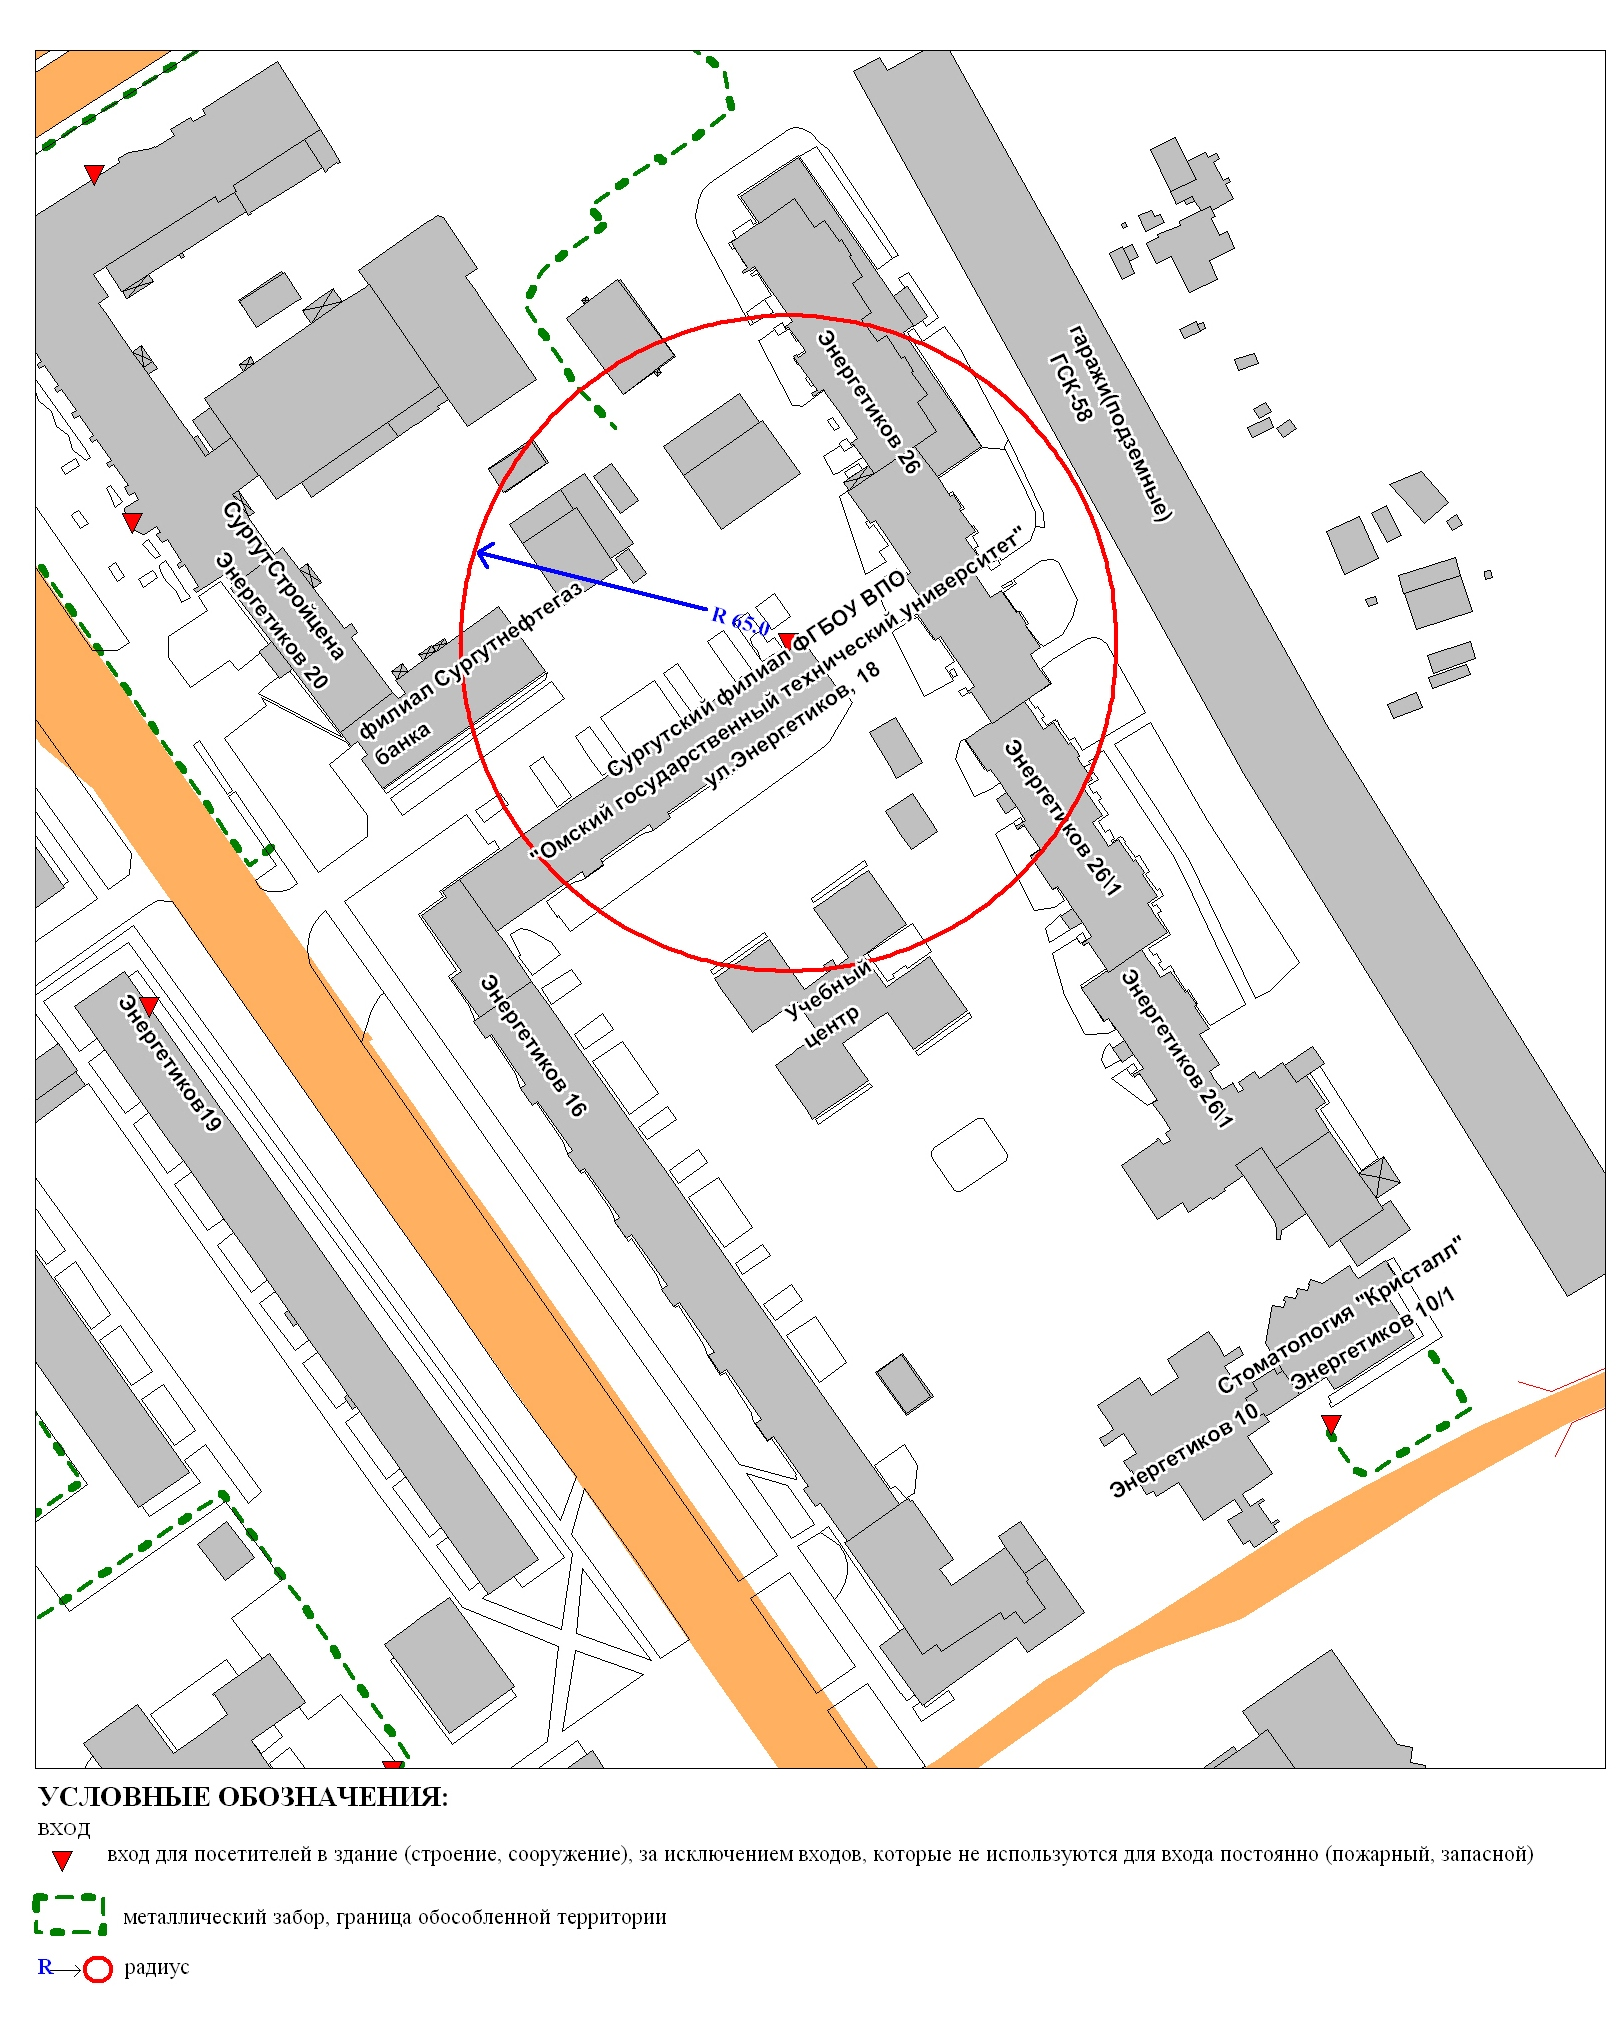 гаражи(подземные)
ГСК-58
Энергетиков 26
СургутСтройцена
Энергетиков 20
филиал Сургутнефтегаз
банка
R 65.0
Сургутский филиал ФГБОУ ВПО
"Омский государственный технический университет"
ул.Энергетиков, 18
Энергетиков 26\1
Учебный
центр
Энергетиков 26\1
Энергетиков 16
Энергетиков19
Стоматология "Кристалл"
Энергетиков 10/1
Энергетиков 10
УСЛОВНЫЕ ОБОЗНАЧЕНИЯ:
ВХОД
вход для посетителей в здание (строение, сооружение), за исключением входов, которые не используются для входа постоянно (пожарный, запасной)
металлический забор, граница обособленной территории
R радиус